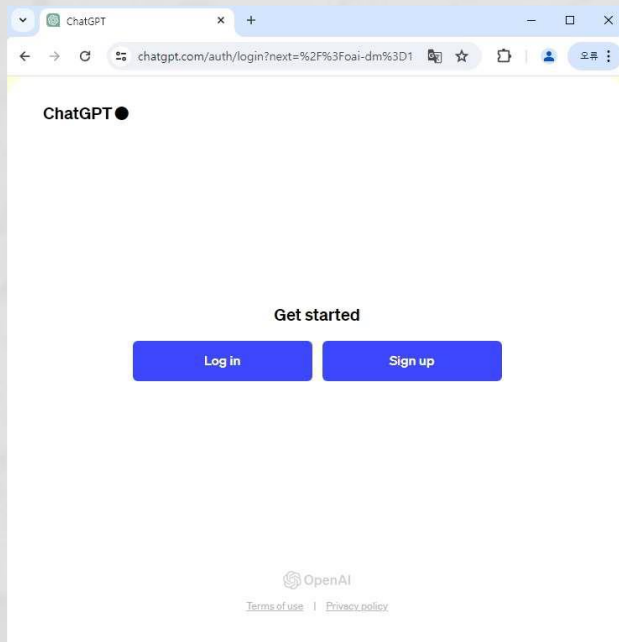 ChatGPT
chatgpt.com/auth/login?next=%2F%3Foai-dm%3D1
오류
ChatGPT
Get started
Log in Sign up
OpenAI
Terms of use | Privacy policy